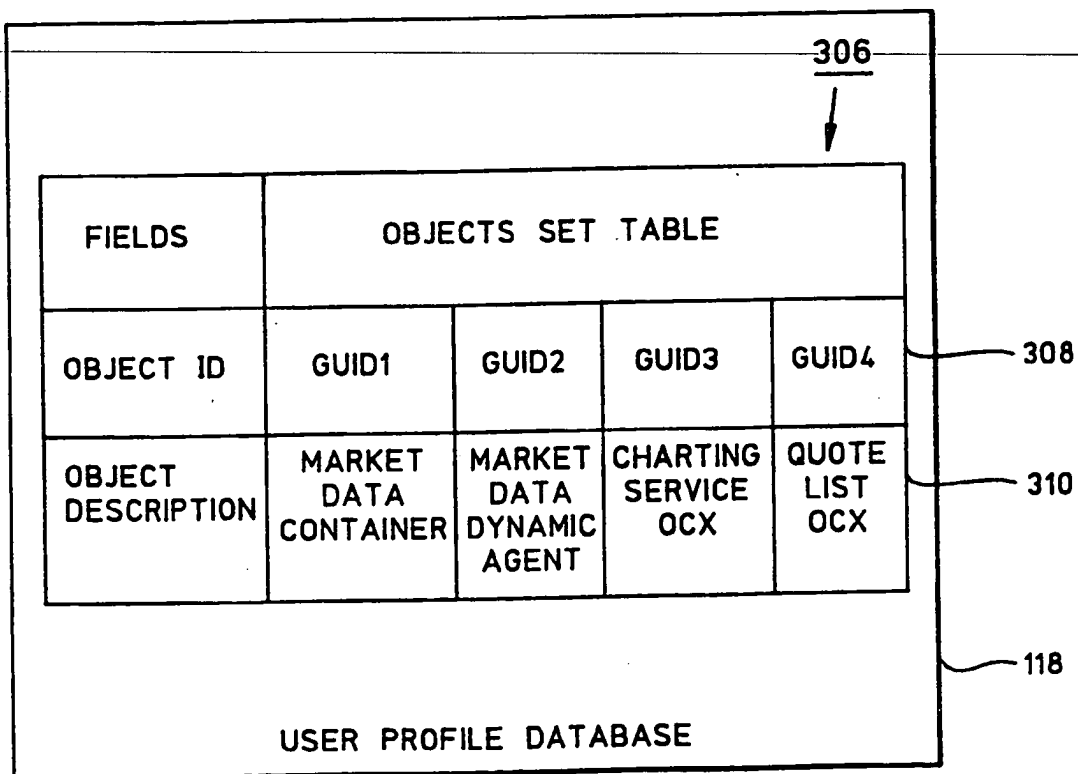 306
FIELDS
OBJECTS SET TABLE
OBJECT ID
GUID1
GUID2
GUID3
GUID4
308
OBJECT
DESCRIPTION
MARKET
DATA
CONTAINER
MARKET
DATA
DYNAMIC
AGENT
CHARTING
SERVICE
OCX
QUOTE
LIST
OCX
310
118
USER PROFILE DATABASE